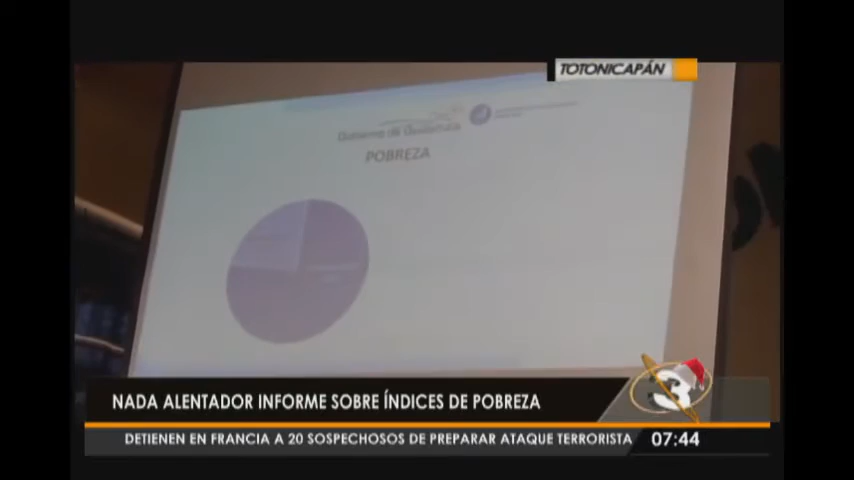 TOTONICAPÁN
Gobierno de Guatemala
POBREZA
3
NADA ALENTADOR INFORME SOBRE ÍNDICES DE POBREZA
DETIENEN EN FRANCIA A 20 SOSPECHOSOS DE PREPARAR ATAQUE TERRORISTA
07:44